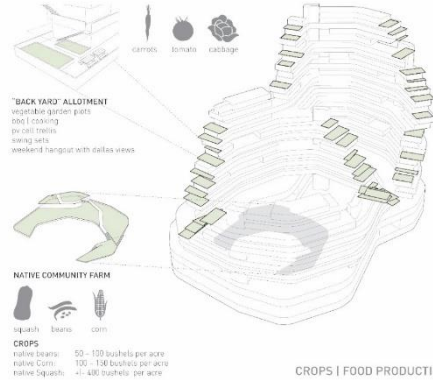 carrots tomato cabbage
"BACK YARD" ALLOTMENT
vegetable garden plots
bbq | cooking
pv cell trellis
swing sets
weekend hangout with dallas views
NATIVE COMMUNITY FARM
squash beans corn
CROPS
native beans: 50 - 100 bushels per acre
native Corn: 100 - 150 bushels per acre
native Squash: +/- 400 bushels per acre
CROPS | FOOD PRODUCTI